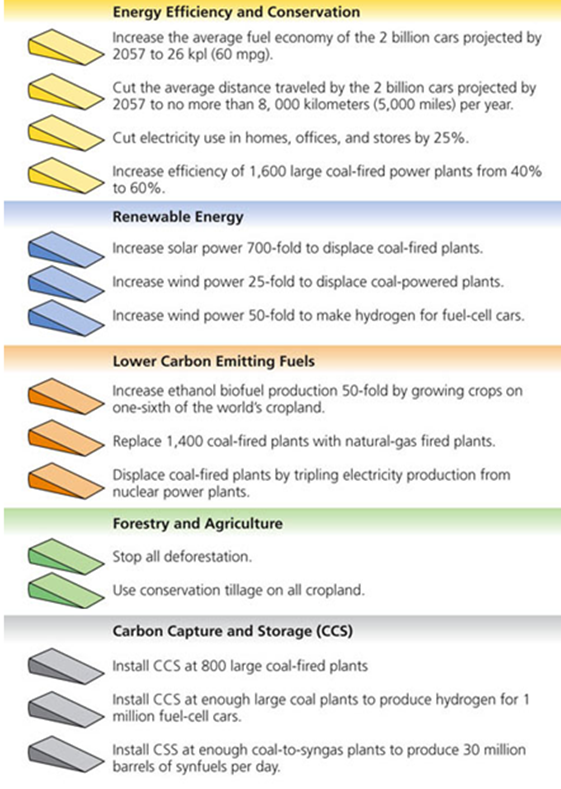 Energy Efficiency and Conservation
Increase the average fuel economy of the 2 billion cars projected by
2057 to 26 kpl (60 mpg).
Cut the average distance traveled by the 2 billion cars projected by
2057 to no more than 8, 000 kilometers (5,000 miles) per year.
Cut electricity use in homes, offices, and stores by 25%.
Increase efficiency of 1,600 large coal-fired power plants from 40%
to 60%.
Renewable Energy
Increase solar power 700-fold to displace coal-fired plants.
Increase wind power 25-fold to displace coal-powered plants.
Increase wind power 50-fold to make hydrogen for fuel-cell cars.
Lower Carbon Emitting Fuels
Increase ethanol biofuel production 50-fold by growing crops on
one-sixth of the world's cropland.
Replace 1,400 coal-fired plants with natural-gas fired plants.
Displace coal-fired plants by tripling electricity production from
nuclear power plants.
Forestry and Agriculture
Stop all deforestation.
Use conservation tillage on all cropland.
Carbon Capture and Storage (CCS)
Install CCS at 800 large coal-fired plants
Install CCS at enough large coal plants to produce hydrogen for 1
million fuel-cell cars.
Install CSS at enough coal-to-syngas plants to produce 30 million
barrels of synfuels per day.